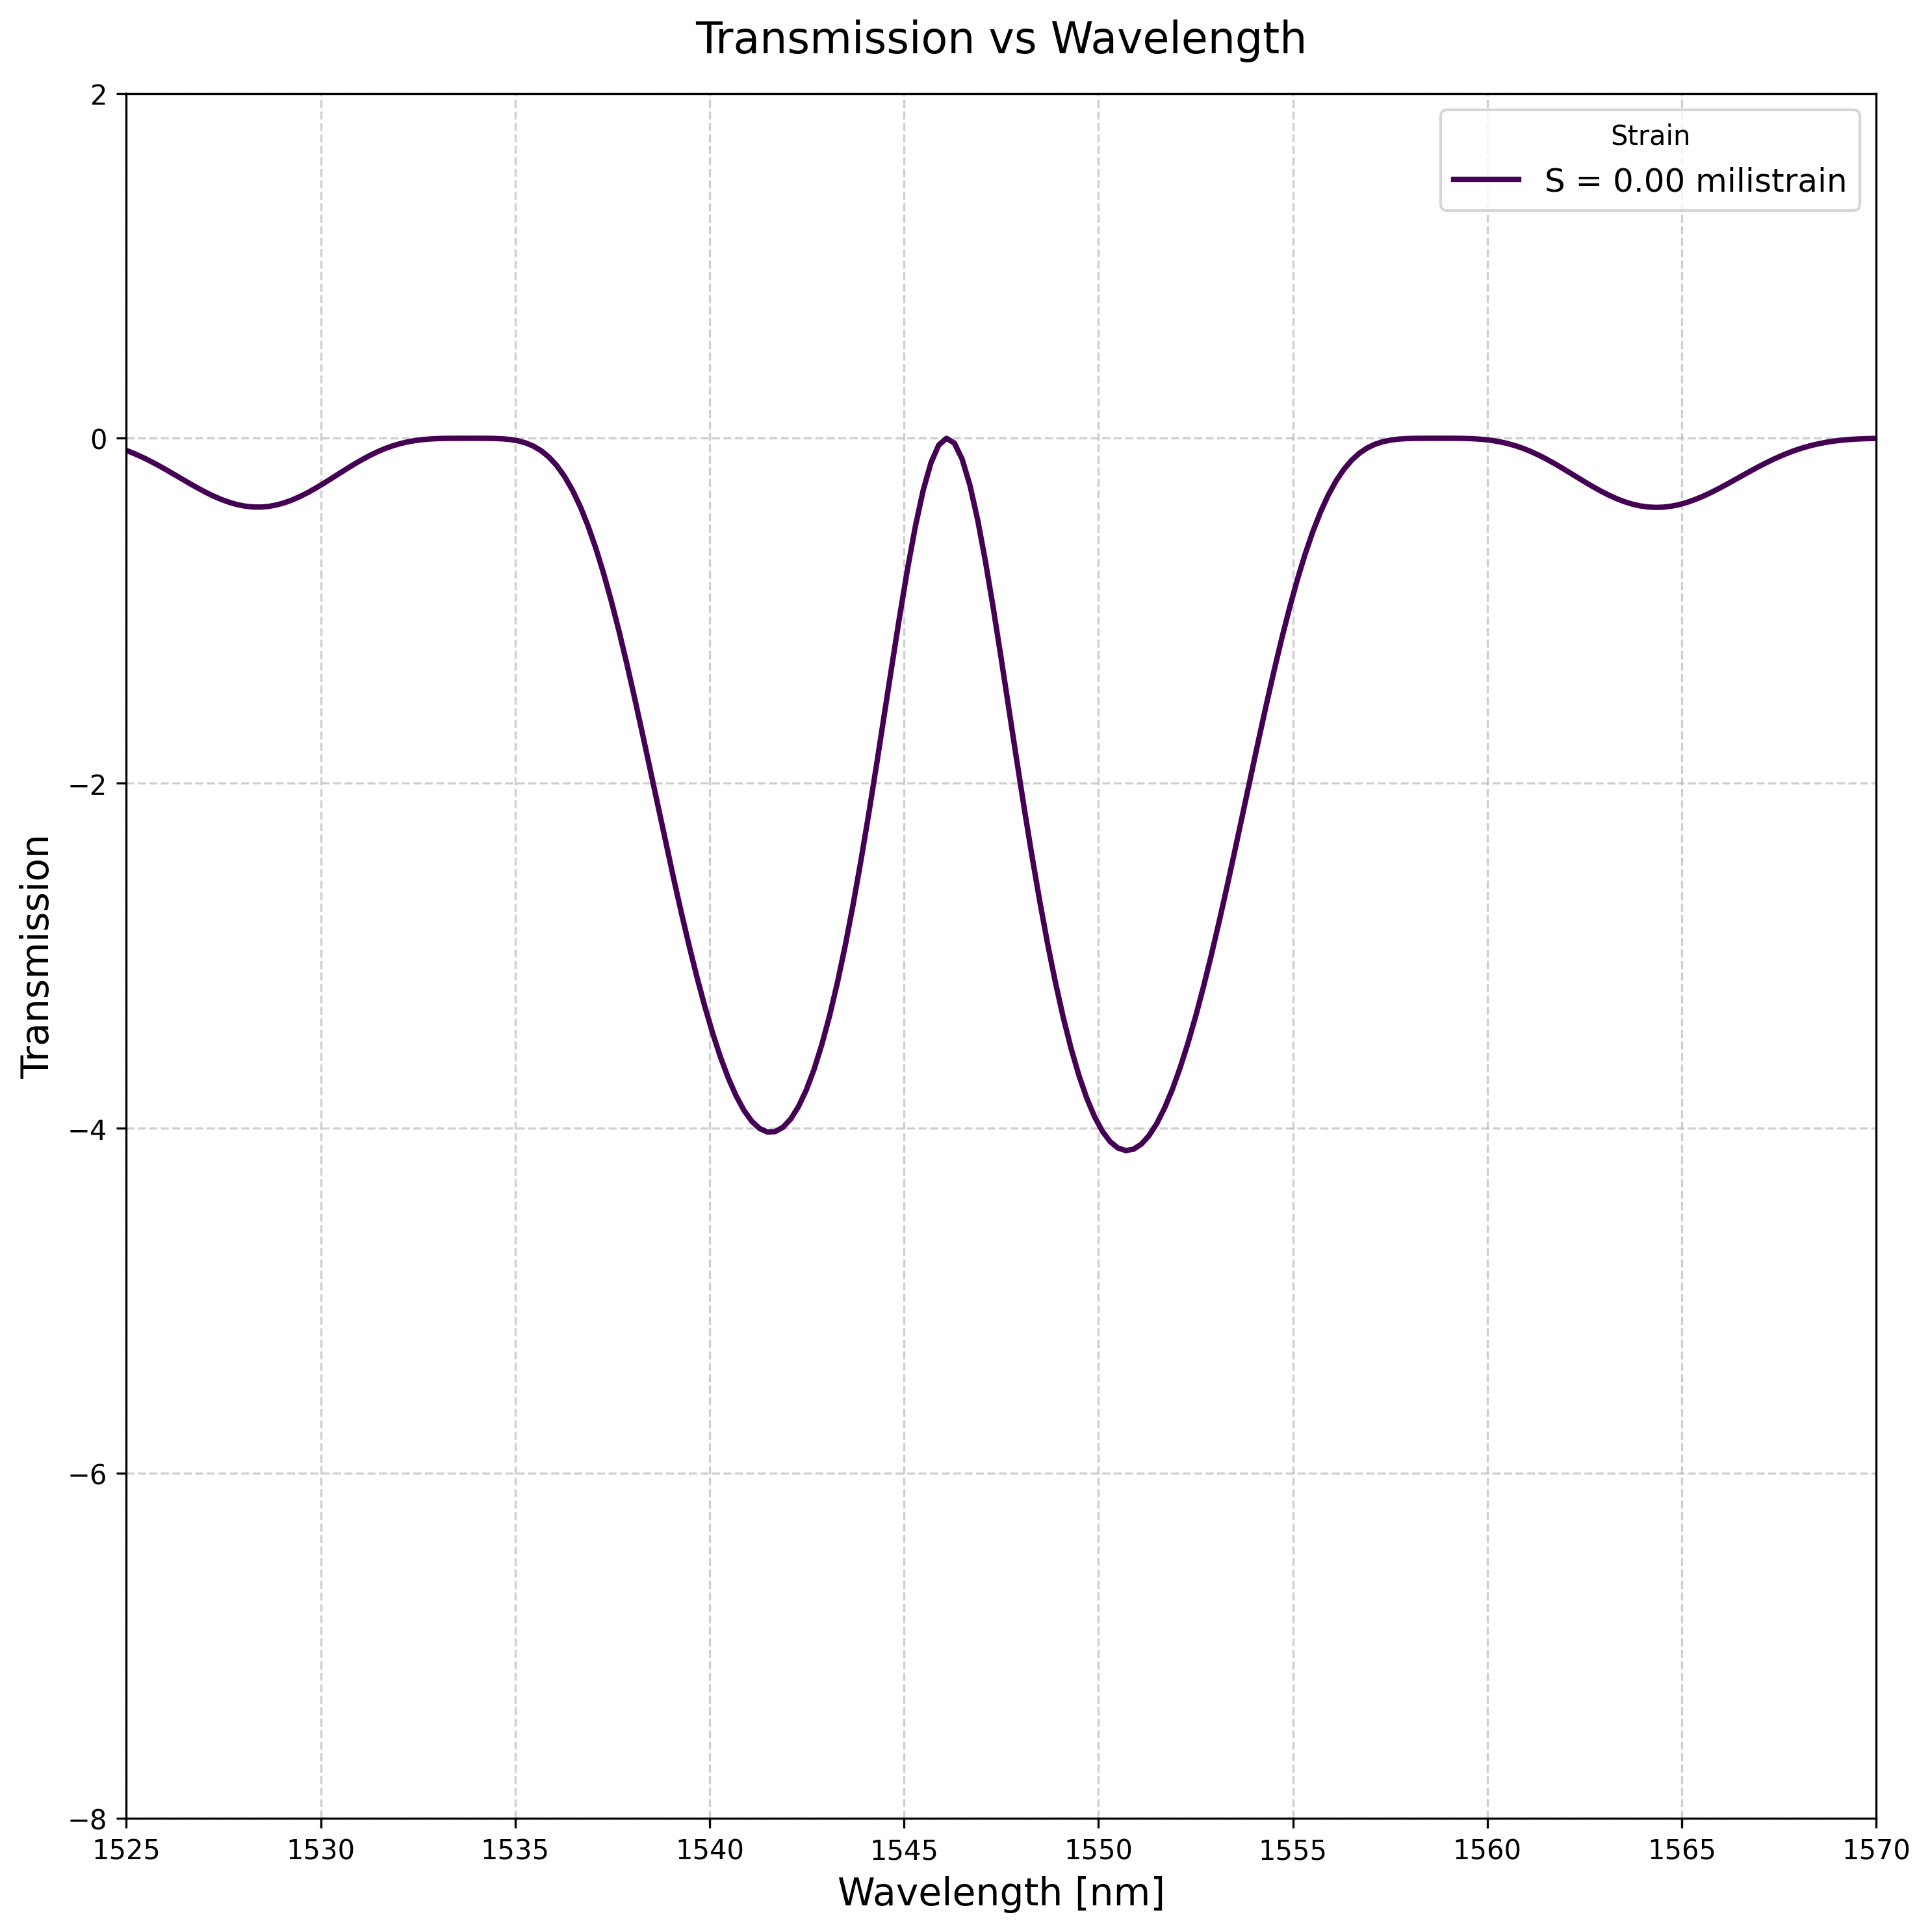 Transmission vs Wavelength
Strain
S = 0.00 milistrain
Transmission
2
0
−2
−4
−6
−8
1525 1530 1535 1540 1545 1550 1555 1560 1565 1570
Wavelength [nm]